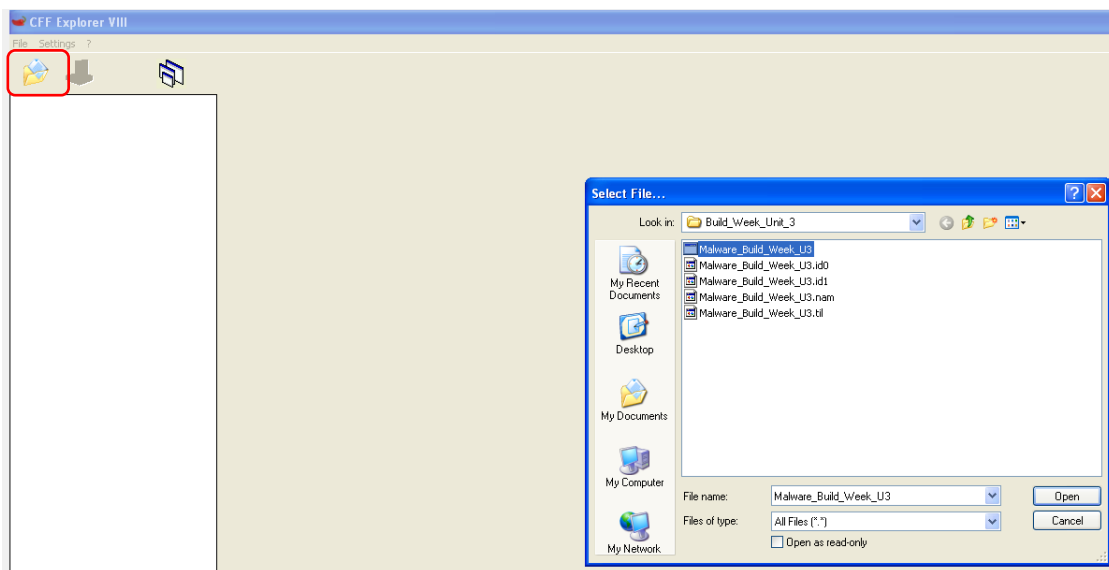 CFF Explorer VIII
File Settings ?
Select File...
Look in: Build_Week_Unit_3
Malware_Build_Week_U3
Malware_Build_Week_U3.id0
Malware_Build_Week_U3.id1
Malware_Build_Week_U3.nam
Malware_Build_Week_U3.til
My Recent
Documents
Desktop
My Documents
My Computer
My Network
File name: Malware_Build_Week_U3 Open
Files of type: All Files (*.*) Cancel
Open as read-only